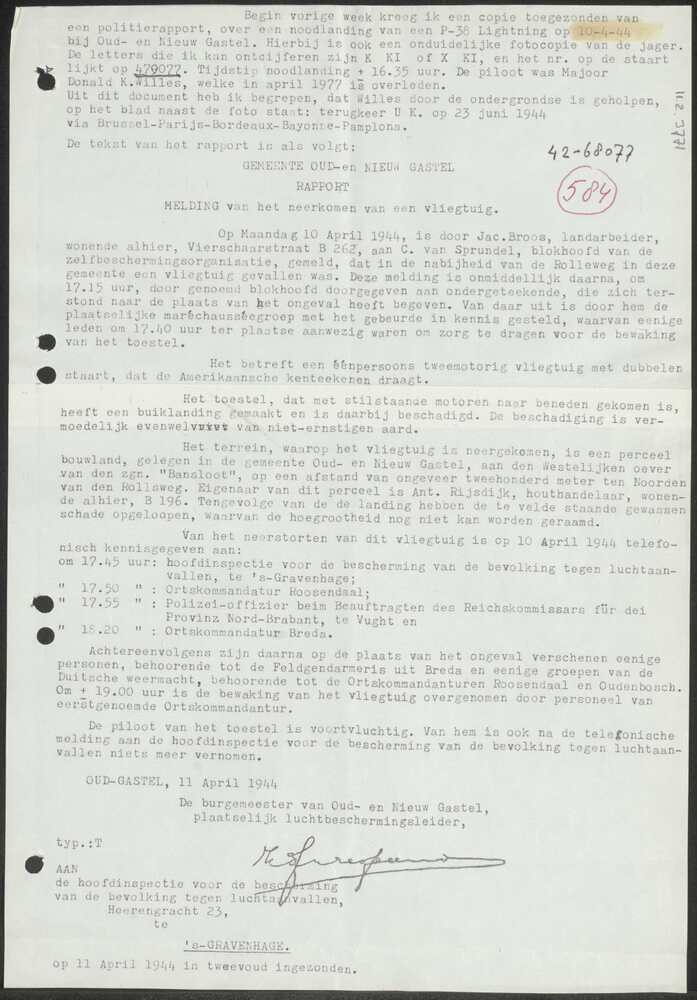 Begin vorige week kreeg ik een copie toegezonden van
een politierapport, over een noodlanding van een P-38 Lightning op 10-4-44
bij Oud- en Nieuw Gastel. Hierbij is ook een onduidelijke fotocopie van de jager.
De letters die ik kan ontcijferen zijn K KI of X KI, en het nr. op de staart
lijkt op 479077. Tijdstip noodlanding ± 16.35 uur. De piloot was Majoor
Donald K.Willes, welke in april 1977 is overleden.
Uit dit document heb ik begrepen, dat Willes door de ondergrondse is geholpen,
op het blad naast de foto staat: terugkeer U K. op 23 juni 1944
via Brussel-Parijs-Bordeaux-Bayonne-Pamplona.
De tekst van het rapport is als volgt:
42-68077
GEMEENTE OUD-en NIEUW GASTEL
584
RAPPORT
MELDING van het neerkomen van een vliegtuig.
Op Maandag 10 April 1944, is door Jac.Broos, landarbeider,
wonende alhier, Vierschaarstraat B 262, aan C. van Sprundel, blokhoofd van de
zelfbeschermingsorganisatie, gemeld, dat in de nabijheid van de Rolleweg in deze
gemeente een vliegtuig gevallen was. Deze melding is onmiddellijk daarna, om
17.15 uur, door genoemd blokhoofd doorgegeven aan ondergeteekende, die zich ter-
stond naar de plaats van het ongeval heeft begeven. Van daar uit is door hem de
plaatselijke maréchausséegroep met het gebeurde in kennis gesteld, waarvan eenige
leden om 17.40 uur ter plaatse aanwezig waren om zorg te dragen voor de bewaking
van het toestel.
Het betreft een éénpersoons tweemotorig vliegtuig met dubbelen
staart, dat de Amerikaansche kenteekenen draagt.
Het toestel, dat met stilstaande motoren naar beneden gekomen is,
heeft een buiklanding gemaakt en is daarbij beschadigd. De beschadiging is ver-
moedelijk evenwel van niet-ernstigen aard.
Het terrein, waarop het vliegtuig is neergekomen, is een perceel
bouwland, gelegen in de gemeente Oud- en Nieuw Gastel, aan den Westelijken oever
van den zgn. "Bansloot", op een afstand van ongeveer tweehonderd meter ten Noorden
van den Rollsweg. Eigenaar van dit perceel is Ant. Rijsdijk, houthandelaar, wonen-
de alhier, B 196. Tengevolge van de de landing hebben de te velde staande gewassen
schade opgeloopen, waarvan de hoegrootheid nog niet kan worden geraamd.
Van het neerstorten van dit vliegtuig is op 10 April 1944 telefo-
nisch kennisgegeven aan:
om 17.45 uur: hoofdinspectie voor de bescherming van de bevolking tegen luchtaan-
vallen, te 's-Gravenhage;
" 17.50 " : Ortskommandatur Roosendaal;
" 17.55 " : Polizei-offizier beim Beauftragten des Reichskommissars für dei
Provinz Nord-Brabant, te Vught en
" 18.20 " : Ortskommandatur Breda.
Achtereenvolgens zijn daarna op de plaats van het ongeval verschenen eenige
personen, behoorende tot de Feldgendarmeris uit Breda en eenige groepen van de
Duitsche weermacht, behoorende tot de Ortskommandanturen Roosendaal en Oudenbosch.
Om ± 19.00 uur is de bewaking van het vliegtuig overgenomen door personeel van
eerstgenoemde Ortskommandantur.
De piloot van het toestel is voortvluchtig. Van hem is ook na de telefonische
melding aan de hoofdinspectie voor de bescherming van de bevolking tegen luchtaan-
vallen niets meer vernomen.
OUD-GASTEL, 11 April 1944
De burgemeester van Oud- en Nieuw Gastel,
plaatselijk luchtbeschermingsleider,
typ.:T
AAN
de hoofdinspectie voor de bescherming
van de bevolking tegen luchtaanvallen,
Heerengracht 23,
te
's-GRAVENHAGE.
op 11 April 1944 in tweevoud ingezonden.